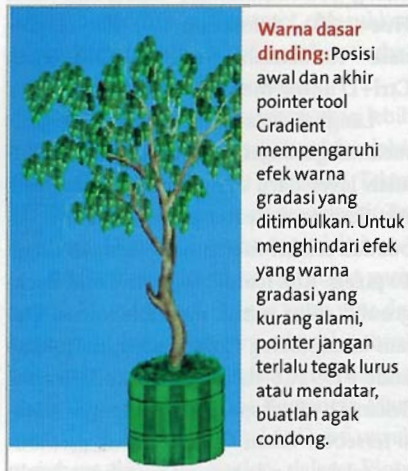 Warna dasar
dinding: Posisi
awal dan akhir
pointer tool
Gradient
mempengaruhi
efek warna
gradasi yang
ditimbulkan. Untuk
menghindari efek
yang warna
gradasi yang
kurang alami,
pointer jangan
terlalu tegak lurus
atau mendatar,
buatlah agak
condong.